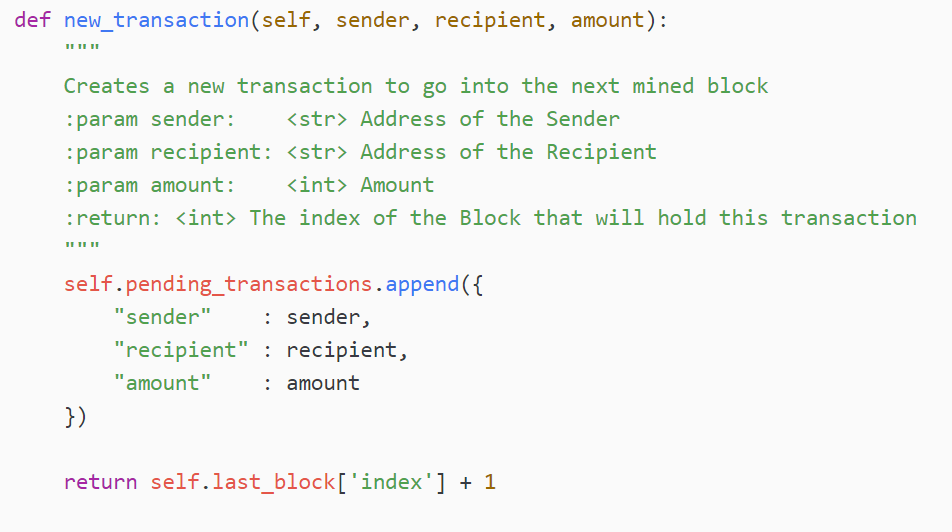 def new_transaction(self, sender, recipient, amount):
    """
    Creates a new transaction to go into the next mined block
    :param sender:    <str> Address of the Sender
    :param recipient: <str> Address of the Recipient
    :param amount:    <int> Amount
    :return: <int> The index of the Block that will hold this transaction
    """
    self.pending_transactions.append({
        "sender"    : sender,
        "recipient" : recipient,
        "amount"    : amount
    })

    return self.last_block['index'] + 1